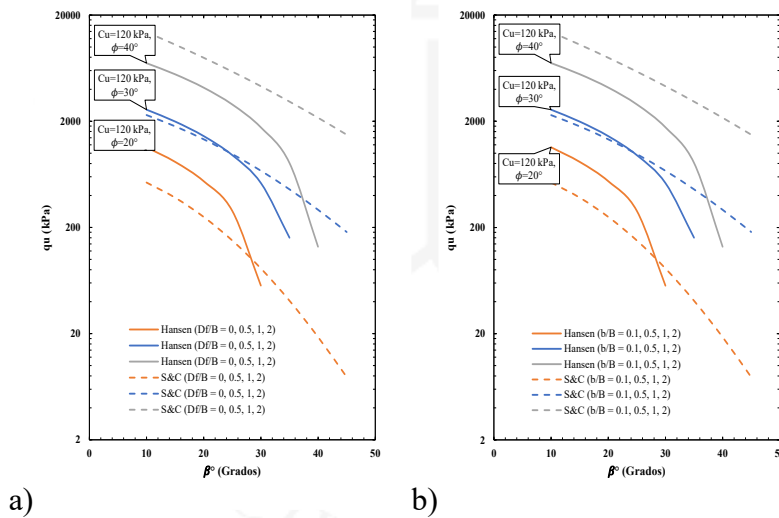 20000
2000
200
20
2
qu (kPa)
Cu=120 kPa,
ϕ=40°
Cu=120 kPa,
ϕ=30°
Cu=120 kPa,
ϕ=20°
Hansen (Df/B = 0, 0.5, 1, 2)
Hansen (Df/B = 0, 0.5, 1, 2)
Hansen (Df/B = 0, 0.5, 1, 2)
S&C (Df/B = 0, 0.5, 1, 2)
S&C (Df/B = 0, 0.5, 1, 2)
S&C (Df/B = 0, 0.5, 1, 2)
0 10 20 30 40 50
β° (Grados)
a)
20000
2000
200
20
2
qu (kPa)
Cu=120 kPa,
ϕ=40°
Cu=120 kPa,
ϕ=30°
Cu=120 kPa,
ϕ=20°
Hansen (b/B = 0.1, 0.5, 1, 2)
Hansen (b/B = 0.1, 0.5, 1, 2)
Hansen (b/B = 0.1, 0.5, 1, 2)
S&C (b/B = 0.1, 0.5, 1, 2)
S&C (b/B = 0.1, 0.5, 1, 2)
S&C (b/B = 0.1, 0.5, 1, 2)
0 10 20 30 40 50
β° (Grados)
b)